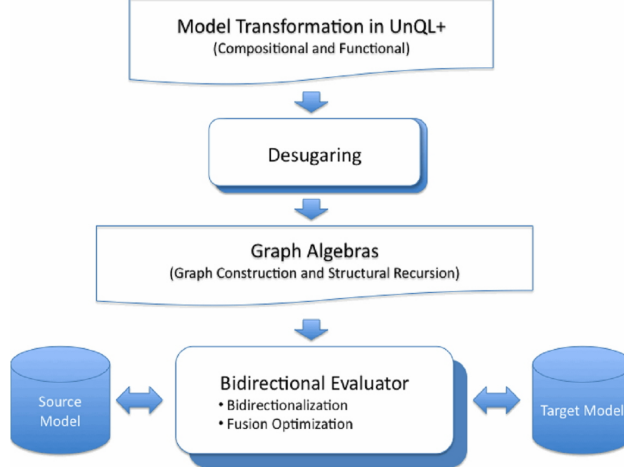 Model Transformation in UnQL+
(Compositional and Functional)
Desugaring
Graph Algebras
(Graph Construction and Structural Recursion)
Bidirectional Evaluator
• Bidirectionalization
• Fusion Optimization
Source
Model
Target Model